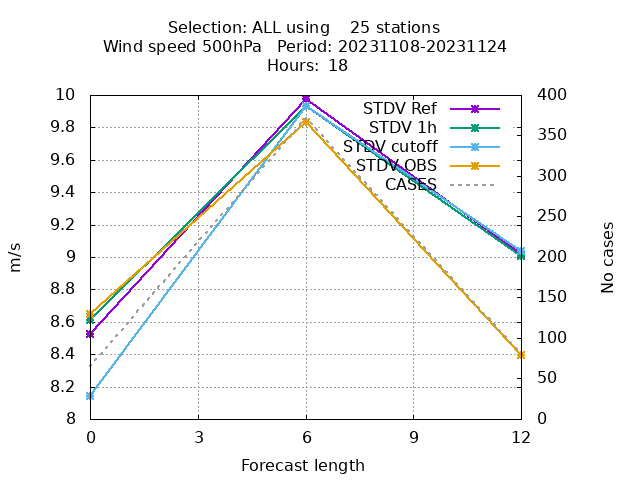 Selection: ALL using    25 stations
Wind speed 500hPa   Period: 20231108-20231124
Hours:  18
10
9.8
9.6
9.4
9.2
9
8.8
8.6
8.4
8.2
8
400
350
300
250
200
150
100
50
0
STDV Ref
STDV 1h
STDV cutoff
STDV OBS
CASES
m/s
No cases
0
3
6
9
12
Forecast length